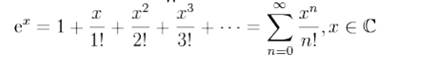 e^x = 1 + x/1! + x^2/2! + x^3/3! + ··· = ∑_{n=0}^{∞} x^n/n!, x ∈ ℂ